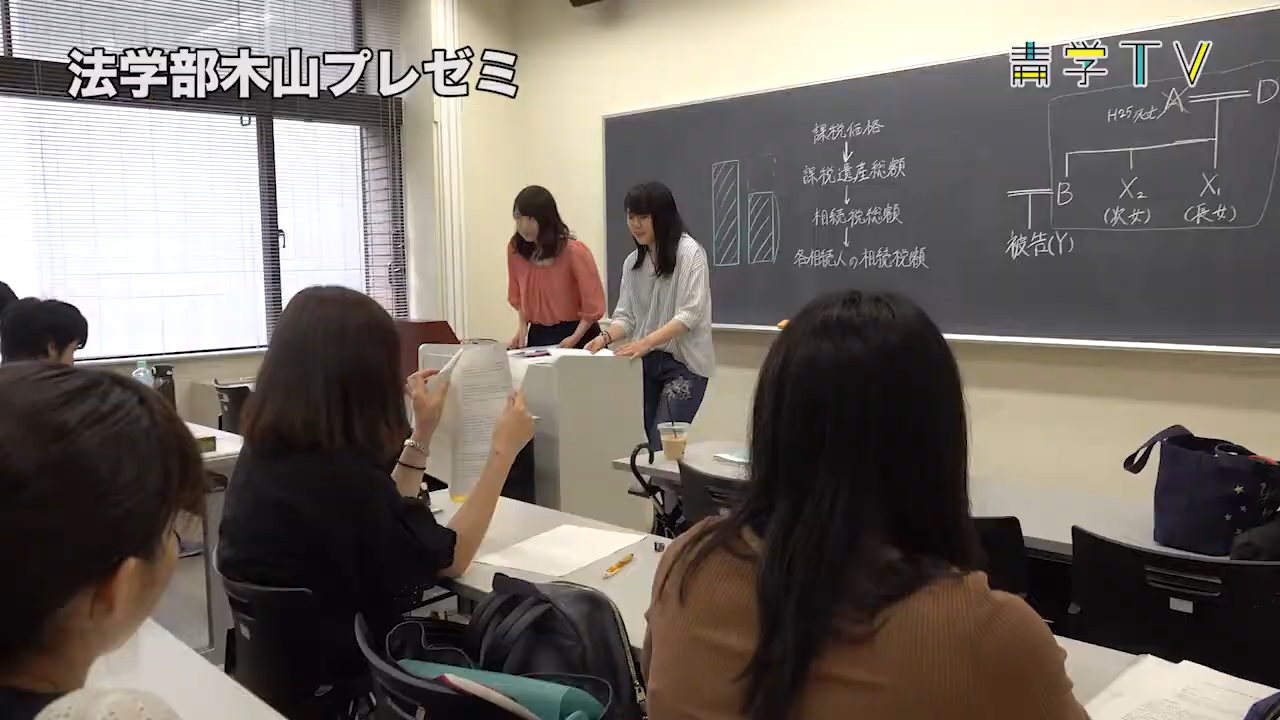 法学部木山プレゼミ
青学TV
課税価格
↓
課税遺産総額
↓
相続税総額
↓
各相続人の相続税額
A D
H25死亡
B X₂ X₁
(次女) (長女)
被告(Y)